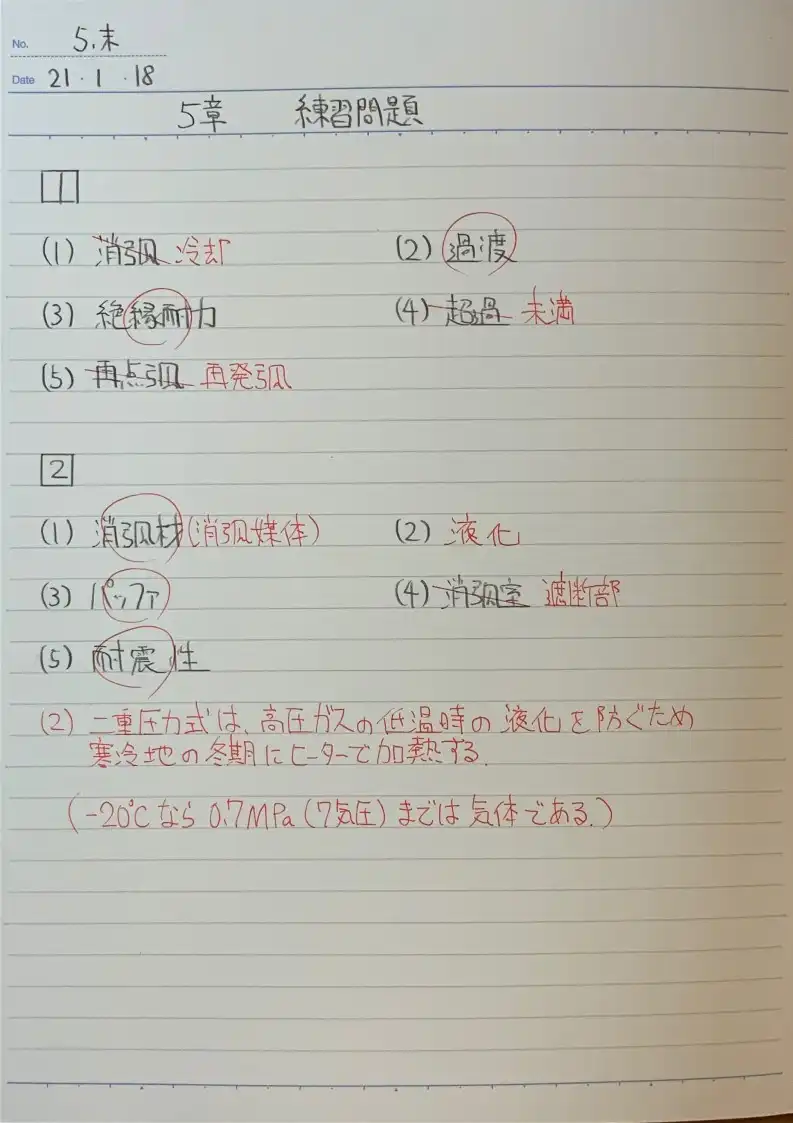 No. 5.末
Date 21・1・18
5章 練習問題
1
(1) 消弧 冷却 (2) 過渡
(3) 絶縁耐力 (4) 超過 未満
(5) 再点弧 再発弧
2
(1) 消弧材(消弧媒体) (2) 液化
(3) パッファ (4) 消弧室 遮断部
(5) 耐震性
(2) 二重圧力式は、高圧ガスの低温時の液化を防ぐため
寒冷地の冬期にヒーターで加熱する.
(-20℃なら0.7MPa(7気圧)までは気体である.)